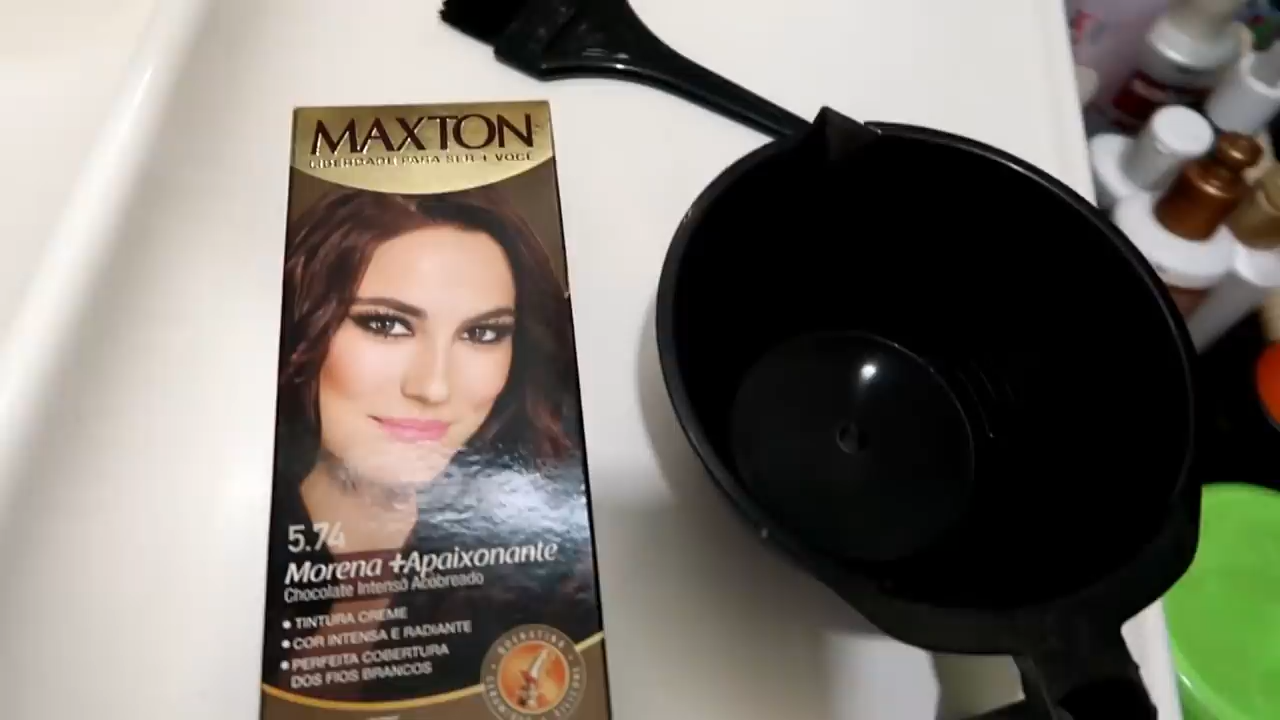 MAXTON
LIBERDADE PARA SER + VOCÊ
5.74
Morena +Apaixonante
Chocolate Intenso Acobreado
• TINTURA CREME
• COR INTENSA E RADIANTE
• PERFEITA COBERTURA
DOS FIOS BRANCOS
QUERATINA